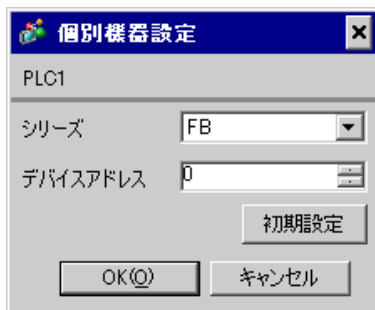 個別機器設定
PLC1
シリーズ FB
デバイスアドレス 0
初期設定
OK(O) キャンセル